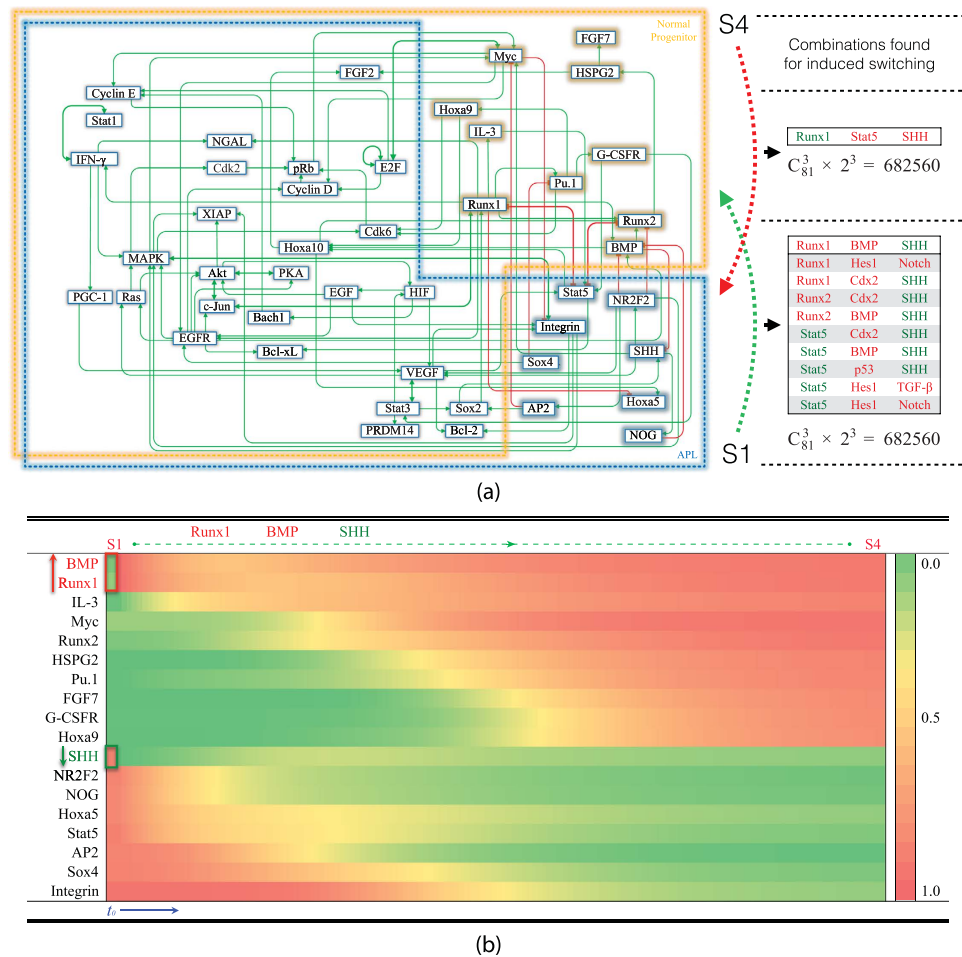 Normal
Progenitor
FGF7
Myc
FGF2
HSPG2
Cyclin E
Hoxa9
Stat1
IL-3
NGAL
G-CSFR
IFN-γ
Cdk2
pRb
E2F
Cyclin D
Pu.1
XIAP
Runx1
Runx2
Cdk6
Hoxa10
BMP
MAPK
Akt
PKA
PGC-1
Ras
c-Jun
EGF
HIF
Stat5
NR2F2
Bach1
Integrin
EGFR
Bcl-xL
SHH
Sox4
VEGF
Stat3
Sox2
AP2
Hoxa5
PRDM14
Bcl-2
NOG
APL
S4
Combinations found
for induced switching
Runx1 Stat5 SHH
C³₈₁ × 2³ = 682560
Runx1 BMP SHH
Runx1 Hes1 Notch
Runx1 Cdx2 SHH
Runx2 Cdx2 SHH
Runx2 BMP SHH
Stat5 Cdx2 SHH
Stat5 BMP SHH
Stat5 p53 SHH
Stat5 Hes1 TGF-β
Stat5 Hes1 Notch
C³₈₁ × 2³ = 682560
S1
(a)
Runx1 BMP SHH
S1 S4
BMP
Runx1
IL-3
Myc
Runx2
HSPG2
Pu.1
FGF7
G-CSFR
Hoxa9
SHH
NR2F2
NOG
Hoxa5
Stat5
AP2
Sox4
Integrin
t₀
0.0
0.5
1.0
(b)